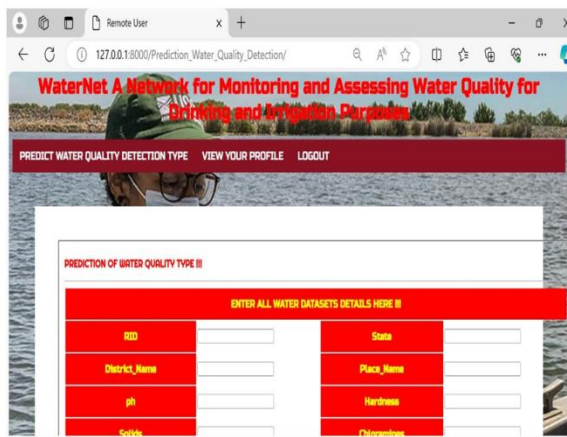 Remote User
127.0.0.1:8000/Prediction_Water_Quality_Detection/
WaterNet A Network for Monitoring and Assessing Water Quality for
Drinking and Irrigation Purposes
PREDICT WATER QUALITY DETECTION TYPE VIEW YOUR PROFILE LOGOUT
PREDICTION OF WATER QUALITY TYPE !!!
ENTER ALL WATER DATASETS DETAILS HERE !!!
RID State
District_Name Place_Name
ph Hardness
Solids Chloramines